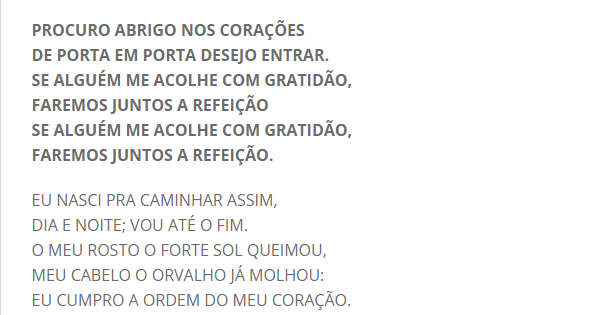 PROCURO ABRIGO NOS CORAÇÕES
DE PORTA EM PORTA DESEJO ENTRAR.
SE ALGUÉM ME ACOLHE COM GRATIDÃO,
FAREMOS JUNTOS A REFEIÇÃO
SE ALGUÉM ME ACOLHE COM GRATIDÃO,
FAREMOS JUNTOS A REFEIÇÃO.
EU NASCI PRA CAMINHAR ASSIM,
DIA E NOITE; VOU ATÉ O FIM.
O MEU ROSTO O FORTE SOL QUEIMOU,
MEU CABELO O ORVALHO JÁ MOLHOU:
EU CUMPRO A ORDEM DO MEU CORAÇÃO.